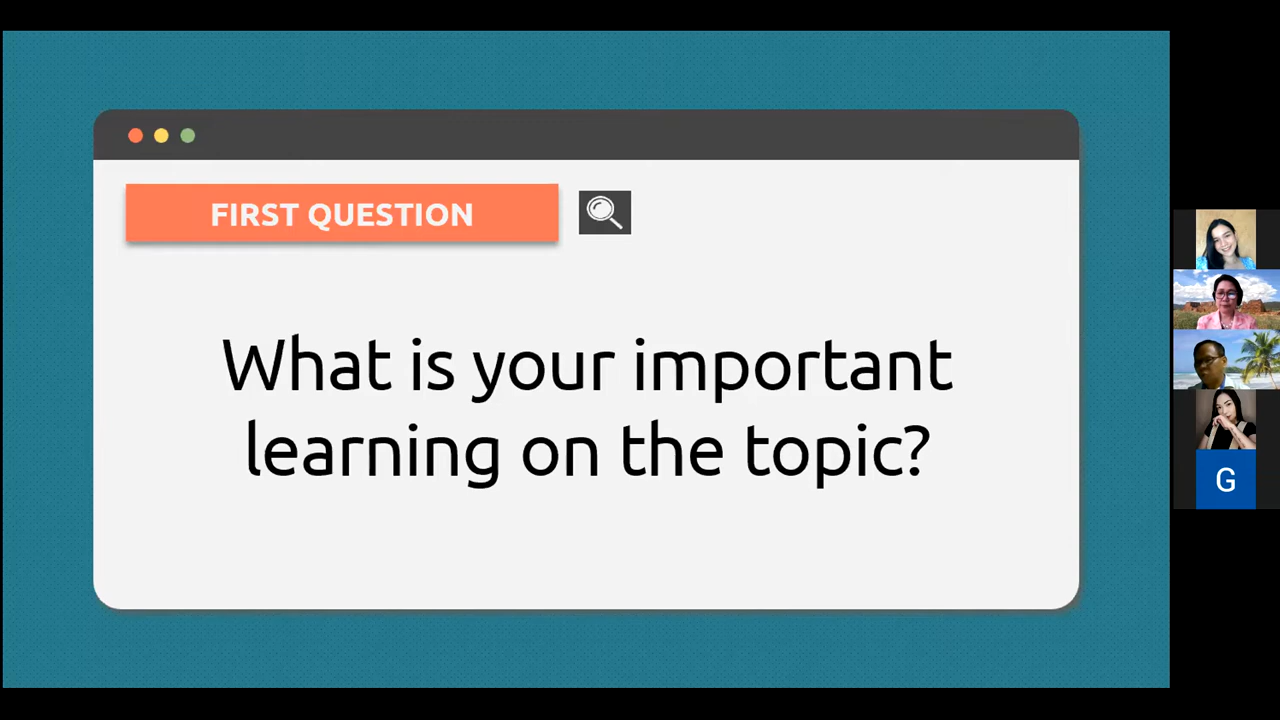 FIRST QUESTION
What is your important
learning on the topic?
G